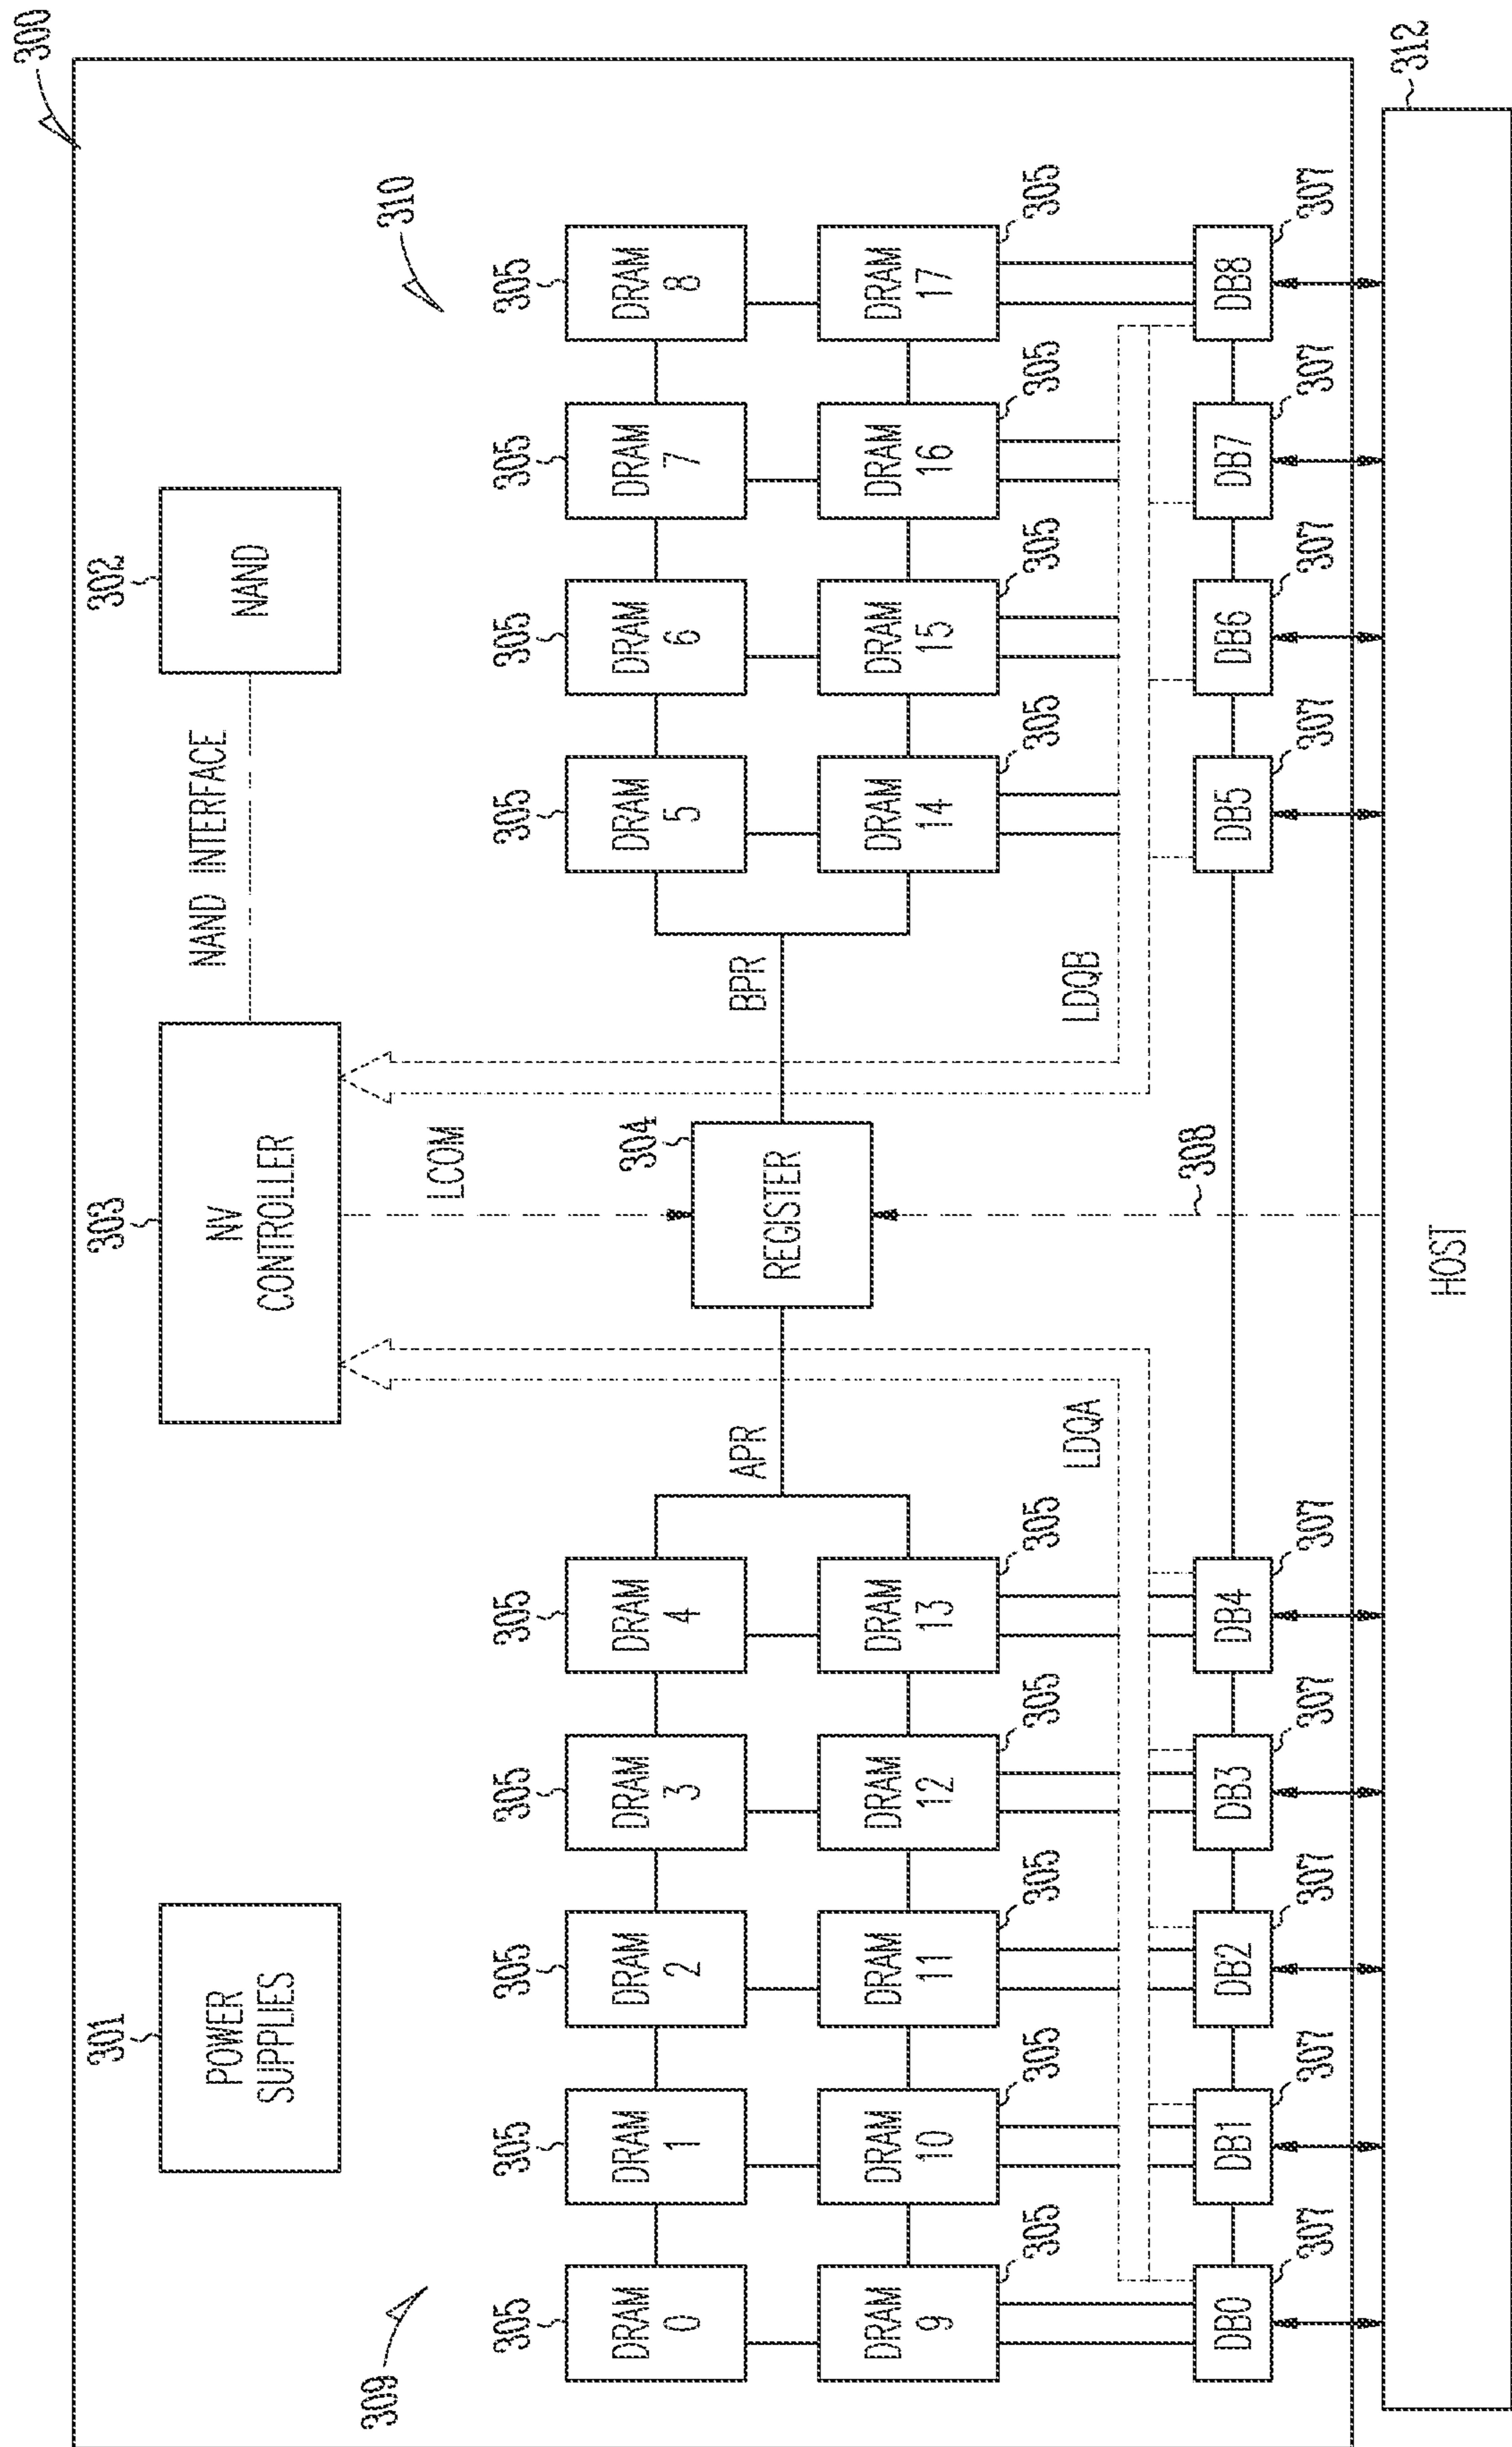 300
301
303
302
POWER
SUPPLIES
NV
CONTROLLER
NAND INTERFACE
NAND
309
310
LCOM
305
305
305
305
305
305
305
305
305
DRAM
0
DRAM
1
DRAM
2
DRAM
3
DRAM
4
DRAM
5
DRAM
6
DRAM
7
DRAM
8
304
APR
REGISTER
BPR
DRAM
9
DRAM
10
DRAM
11
DRAM
12
DRAM
13
DRAM
14
DRAM
15
DRAM
16
DRAM
17
305
305
305
305
305
305
305
305
305
LDQA
LDQB
308
DB0
DB1
DB2
DB3
DB4
DB5
DB6
DB7
DB8
307
307
307
307
307
307
307
307
307
312
HOST